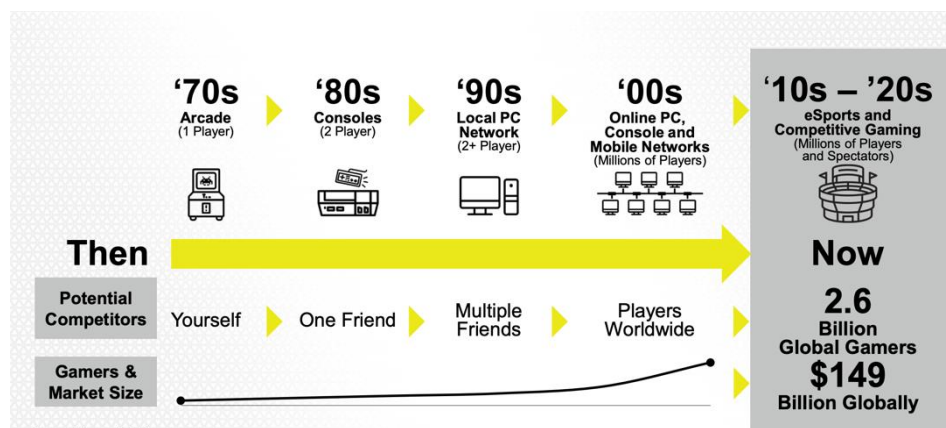 ‘70s
Arcade
(1 Player)
‘80s
Consoles
(2 Player)
‘90s
Local PC
Network
(2+ Player)
‘00s
Online PC,
Console and
Mobile Networks
(Millions of Players)
‘10s – ’20s
eSports and
Competitive Gaming
(Millions of Players
and Spectators)
Then
Now
Potential
Competitors
Yourself
One Friend
Multiple
Friends
Players
Worldwide
2.6
Billion
Global Gamers
Gamers &
Market Size
$149
Billion Globally